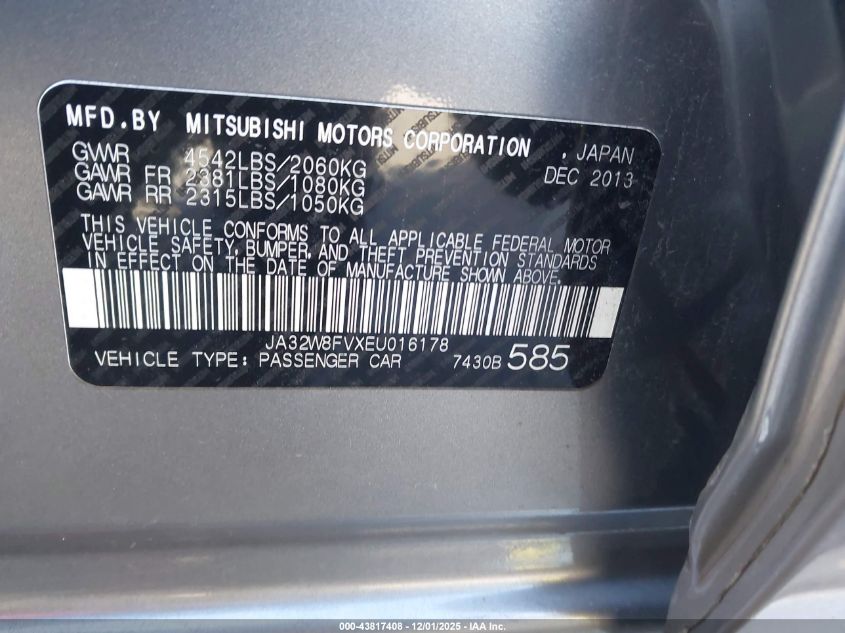 MFD.BY MITSUBISHI MOTORS CORPORATION , JAPAN
GVWR 4542LBS/2060KG DEC 2013
GAWR FR 2381LBS/1080KG
GAWR RR 2315LBS/1050KG
THIS VEHICLE CONFORMS TO ALL APPLICABLE FEDERAL MOTOR
VEHICLE SAFETY, BUMPER, AND THEFT PREVENTION STANDARDS
IN EFFECT ON THE DATE OF MANUFACTURE SHOWN ABOVE.
JA32W8FVXEU016178
VEHICLE TYPE: PASSENGER CAR 7430B 585
000-43817408 - 12/01/2025 - IAA Inc.